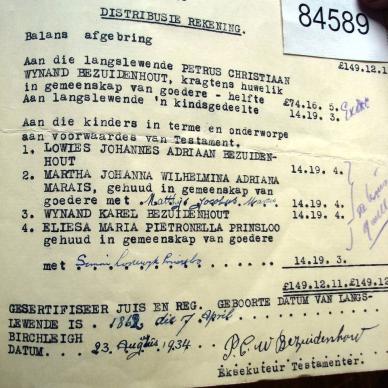 84589
DISTRIBUSIE REKENING.
Balans afgebring £149.12.11
Aan die langslewende PETRUS CHRISTIAAN
WYNAND BEZUIDENHOUT, kragtens huwelik
in gemeenskap van goedere - helfte £74.16. 5.
Aan langslewende 'n kindsgedeelte 14.19. 3.
Aan die kinders in terme en onderworpe
aan voorwaardes van Testament.
1. LOWIES JOHANNES ADRIAAN BEZUIDEN-
HOUT 14.19. 4.
2. MARTHA JOHANNA WILHELMINA ADRIANA
MARAIS, gehuud in gemeenskap van
goedere met 14.19. 4.
3. WYNAND KAREL BEZUIDENHOUT 14.19. 4.
4. ELIESA MARIA PIETRONELLA PRINSLOO
gehuud in gemeenskap van goedere
met 14.19. 3.
£149.12.11. £149.12.
GESERTIFISEER JUIS EN REG. GEBOORTE DATUM VAN LANGS-
LEWENDE IS . 1862 die 7 April
BIRCHLEIGH
DATUM . . . 23 Augtus 1934. P.C.W Bezuidenhout
Eksekuteur Testamenter.